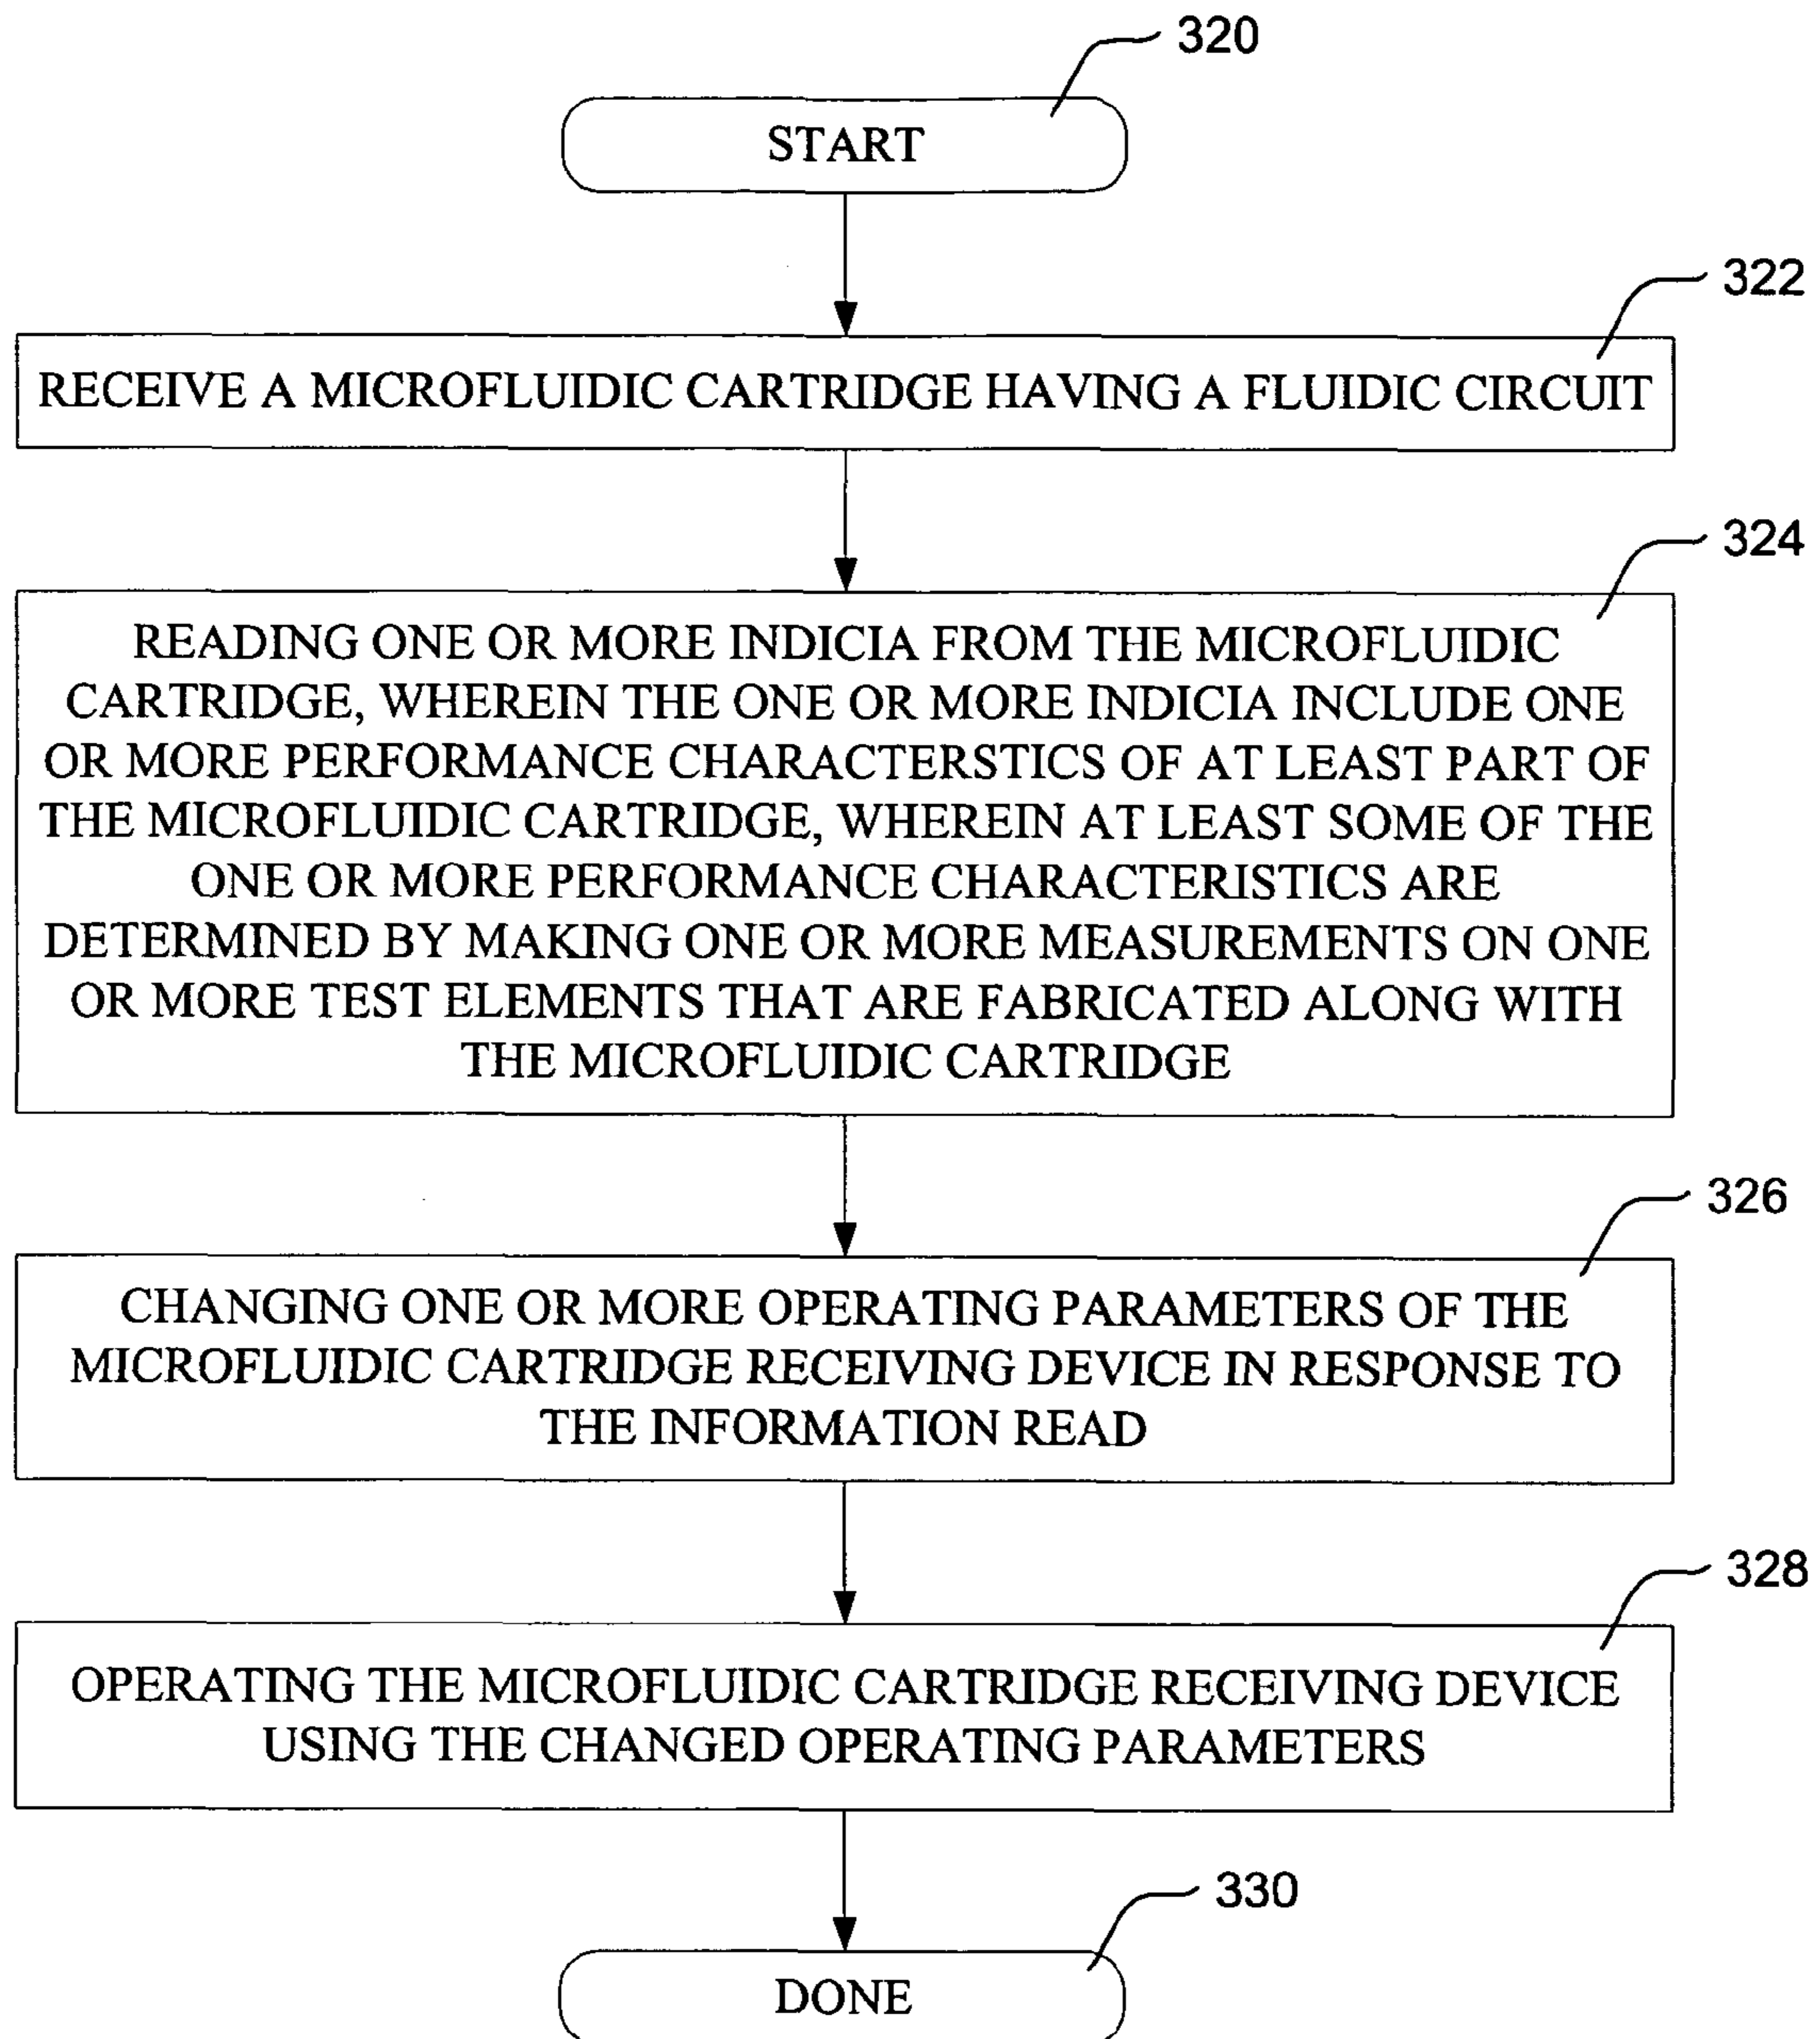 320
START
322
RECEIVE A MICROFLUIDIC CARTRIDGE HAVING A FLUIDIC CIRCUIT
324
READING ONE OR MORE INDICIA FROM THE MICROFLUIDIC
CARTRIDGE, WHEREIN THE ONE OR MORE INDICIA INCLUDE ONE
OR MORE PERFORMANCE CHARACTERSTICS OF AT LEAST PART OF
THE MICROFLUIDIC CARTRIDGE, WHEREIN AT LEAST SOME OF THE
ONE OR MORE PERFORMANCE CHARACTERISTICS ARE
DETERMINED BY MAKING ONE OR MORE MEASUREMENTS ON ONE
OR MORE TEST ELEMENTS THAT ARE FABRICATED ALONG WITH
THE MICROFLUIDIC CARTRIDGE
326
CHANGING ONE OR MORE OPERATING PARAMETERS OF THE
MICROFLUIDIC CARTRIDGE RECEIVING DEVICE IN RESPONSE TO
THE INFORMATION READ
328
OPERATING THE MICROFLUIDIC CARTRIDGE RECEIVING DEVICE
USING THE CHANGED OPERATING PARAMETERS
330
DONE